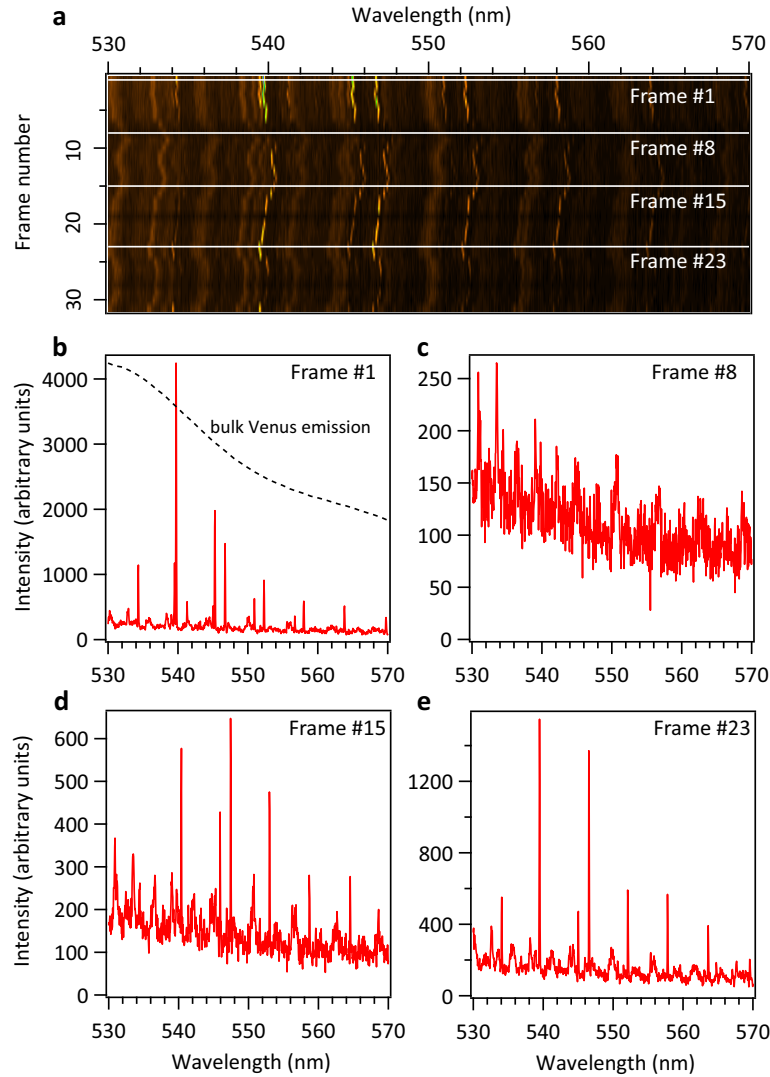 a
Wavelength (nm)
530 540 550 560 570
Frame number
10
20
30
Frame #1
Frame #8
Frame #15
Frame #23
b
Intensity (arbitrary units)
4000
3000
2000
1000
0
Frame #1
bulk Venus emission
530 540 550 560 570
c
250
200
150
100
50
0
Frame #8
530 540 550 560 570
d
Intensity (arbitrary units)
600
500
400
300
200
100
0
Frame #15
530 540 550 560 570
Wavelength (nm)
e
1200
800
400
0
Frame #23
530 540 550 560 570
Wavelength (nm)